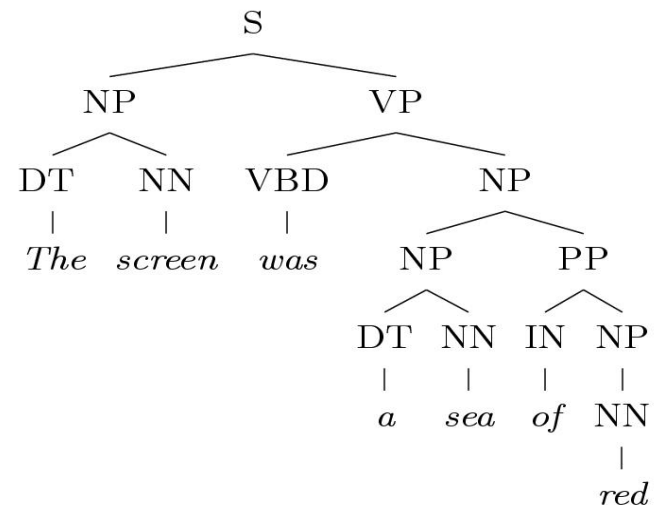 S
NP VP
DT NN VBD NP
The screen was NP PP
DT NN IN NP
a sea of NN
red